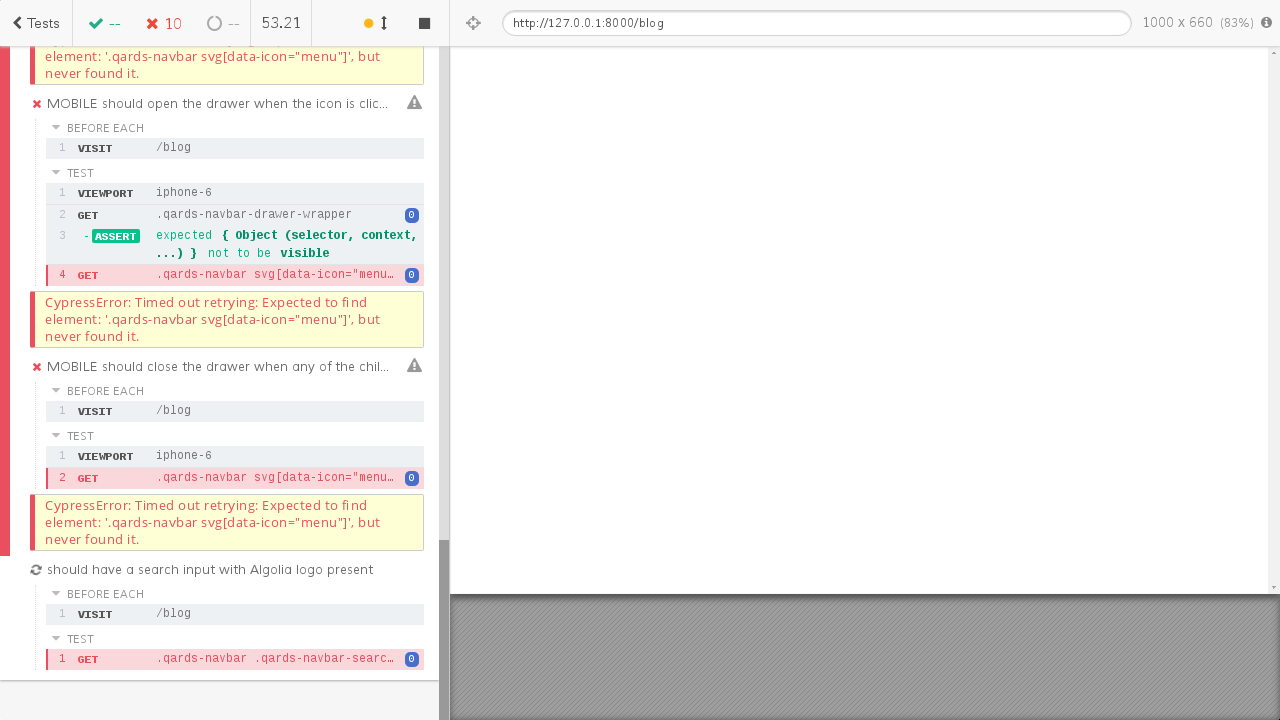 Tests
--
10
--
53.21
http://127.0.0.1:8000/blog
1000 x 660 (83%)
element: '.qards-navbar svg[data-icon="menu"]', but
never found it.
MOBILE should open the drawer when the icon is clic...
BEFORE EACH
1 VISIT /blog
TEST
1 VIEWPORT iphone-6
2 GET .qards-navbar-drawer-wrapper 0
3 -ASSERT expected { Object (selector, context,
...) } not to be visible
4 GET .qards-navbar svg[data-icon="menu… 0
CypressError: Timed out retrying: Expected to find
element: '.qards-navbar svg[data-icon="menu"]', but
never found it.
MOBILE should close the drawer when any of the chil...
BEFORE EACH
1 VISIT /blog
TEST
1 VIEWPORT iphone-6
2 GET .qards-navbar svg[data-icon="menu… 0
CypressError: Timed out retrying: Expected to find
element: '.qards-navbar svg[data-icon="menu"]', but
never found it.
should have a search input with Algolia logo present
BEFORE EACH
1 VISIT /blog
TEST
1 GET .qards-navbar .qards-navbar-searc… 0